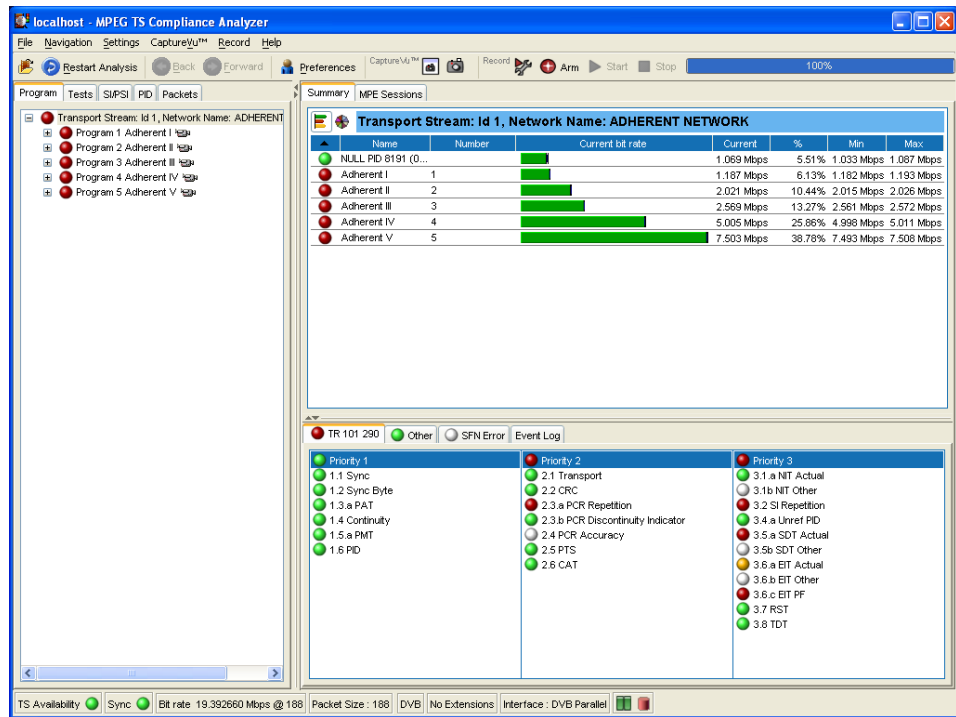 localhost - MPEG TS Compliance Analyzer
File Navigation Settings CaptureVu™ Record Help
Restart Analysis Back Forward Preferences CaptureVu™ Record Arm Start Stop 100%
Program Tests SI/PSI PID Packets
Transport Stream: Id 1, Network Name: ADHERENT
Program 1 Adherent I
Program 2 Adherent II
Program 3 Adherent III
Program 4 Adherent IV
Program 5 Adherent V
Summary MPE Sessions
Transport Stream: Id 1, Network Name: ADHERENT NETWORK
Name Number Current bit rate Current % Min Max
NULL PID 8191 (0... 1.069 Mbps 5.51% 1.033 Mbps 1.087 Mbps
Adherent I 1 1.187 Mbps 6.13% 1.182 Mbps 1.193 Mbps
Adherent II 2 2.021 Mbps 10.44% 2.015 Mbps 2.026 Mbps
Adherent III 3 2.569 Mbps 13.27% 2.561 Mbps 2.572 Mbps
Adherent IV 4 5.005 Mbps 25.86% 4.998 Mbps 5.011 Mbps
Adherent V 5 7.503 Mbps 38.78% 7.493 Mbps 7.508 Mbps
TR 101 290 Other SFN Error Event Log
Priority 1
1.1 Sync
1.2 Sync Byte
1.3.a PAT
1.4 Continuity
1.5.a PMT
1.6 PID
Priority 2
2.1 Transport
2.2 CRC
2.3.a PCR Repetition
2.3.b PCR Discontinuity Indicator
2.4 PCR Accuracy
2.5 PTS
2.6 CAT
Priority 3
3.1.a NIT Actual
3.1b NIT Other
3.2 SI Repetition
3.4.a Unref PID
3.5.a SDT Actual
3.5b SDT Other
3.6.a EIT Actual
3.6.b EIT Other
3.6.c EIT PF
3.7 RST
3.8 TDT
TS Availability Sync Bit rate 19.392660 Mbps @ 188 Packet Size : 188 DVB No Extensions Interface : DVB Parallel